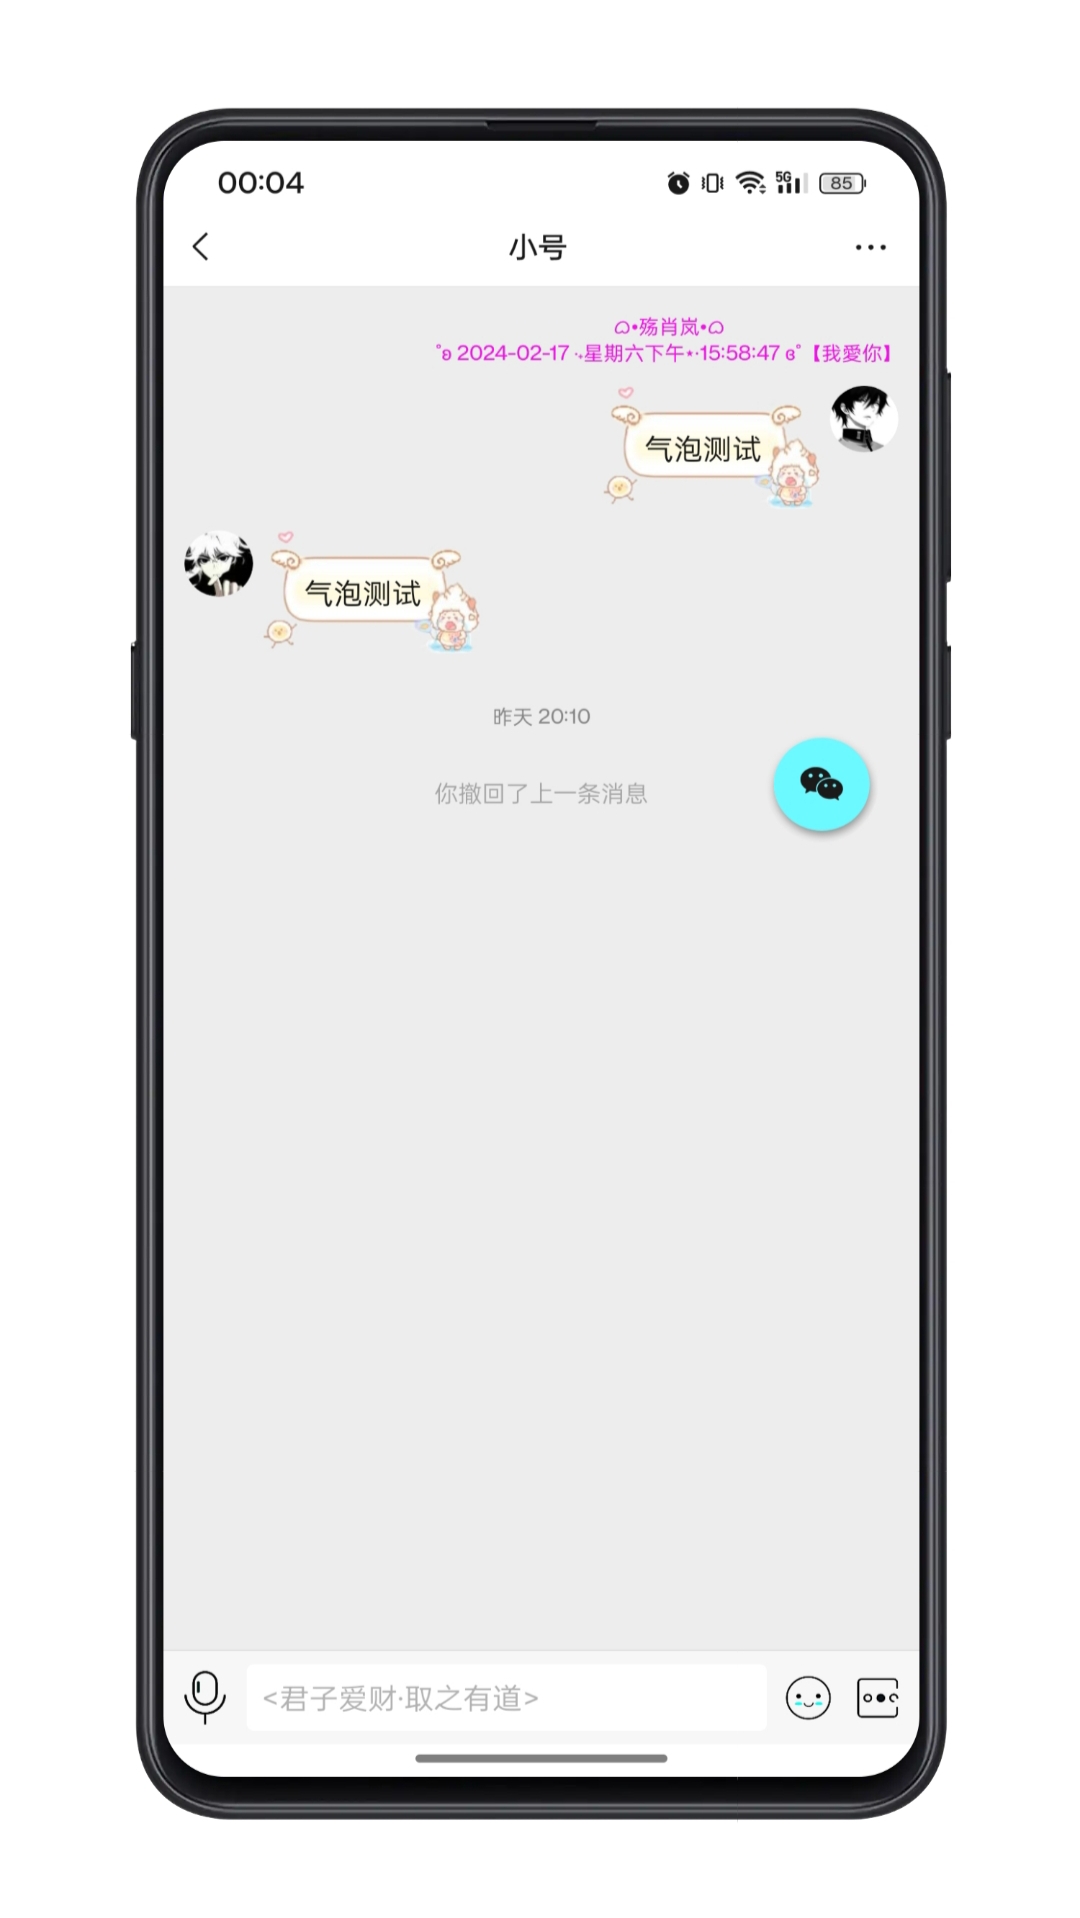 00:04
5G
85
小号
ᜊ•殇肖岚•ᜊ
˚ʚ 2024-02-17 ·˖星期六下午⋆·15:58:47 ɞ˚【我愛你】
气泡测试
气泡测试
昨天 20:10
你撤回了上一条消息
<君子爱财·取之有道>